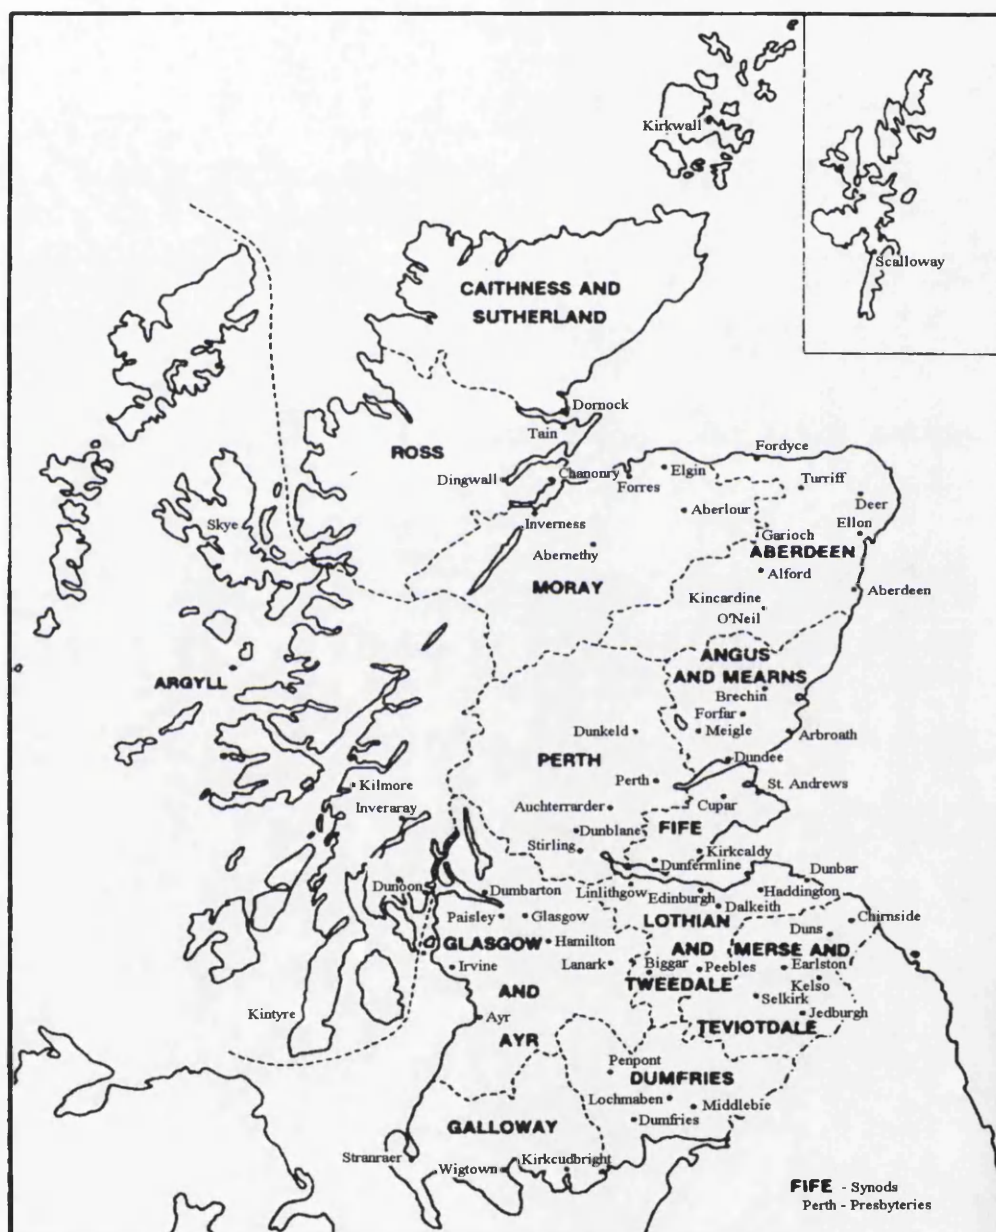 Kirkwall
Scalloway
CAITHNESS AND
SUTHERLAND
Dornock
Tain
ROSS
Fordyce
Elgin
Dingwall
Chanonry
Forres
Turriff
Deer
Skye
Inverness
Aberlour
Ellon
Garioch
Abernethy
ABERDEEN
Alford
MORAY
Aberdeen
Kincardine
O'Neil
ANGUS
AND MEARNS
ARGYLL
Brechin
Forfar
Dunkeld
Meigle
Arbroath
PERTH
Dundee
Perth
St. Andrews
Kilmore
Inveraray
Auchterrarder
Cupar
FIFE
Dunblane
Stirling
Kirkcaldy
Dunfermline
Dunbar
Dunoon
Dumbarton
Linlithgow
Edinburgh
Haddington
Dalkeith
Paisley
Glasgow
LOTHIAN
Chirnside
Duns
GLASGOW
Hamilton
AND
MERSE AND
Irvine
Lanark
Biggar
Peebles
Earlston
TWEEDALE
Kelso
AND
Selkirk
Kintyre
Ayr
Jedburgh
TEVIOTDALE
AYR
Penpont
DUMFRIES
Lochmaben
Middlebie
GALLOWAY
Dumfries
Stranraer
Wigtown
Kirkcudbright
FIFE - Synods
Perth - Presbyteries